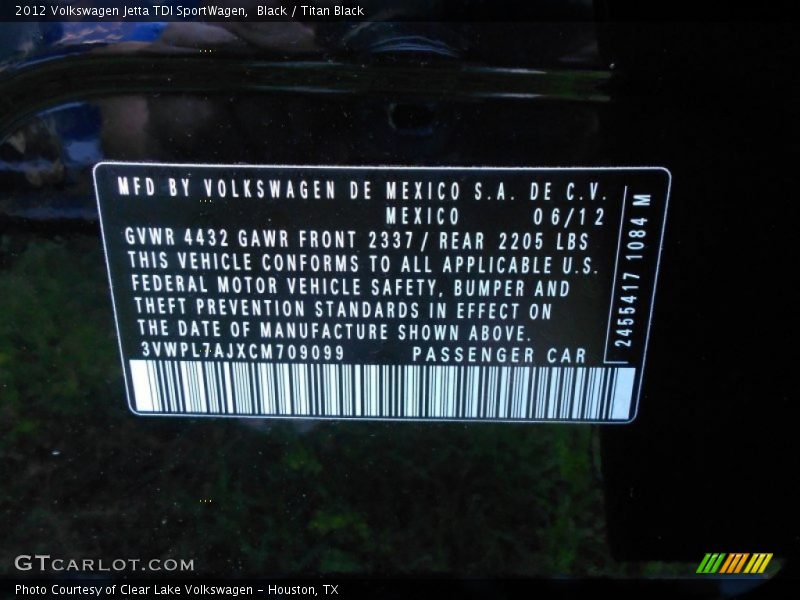 2012 Volkswagen Jetta TDI SportWagen,  Black / Titan Black
MFD BY VOLKSWAGEN DE MEXICO S.A. DE C.V.
MEXICO 06/12
GVWR 4432 GAWR FRONT 2337 / REAR 2205 LBS
THIS VEHICLE CONFORMS TO ALL APPLICABLE U.S.
FEDERAL MOTOR VEHICLE SAFETY, BUMPER AND
THEFT PREVENTION STANDARDS IN EFFECT ON
THE DATE OF MANUFACTURE SHOWN ABOVE.
3VWPL7AJXCM709099 PASSENGER CAR
2455417 1084 M
GTCARLOT.COM
Photo Courtesy of Clear Lake Volkswagen - Houston, TX